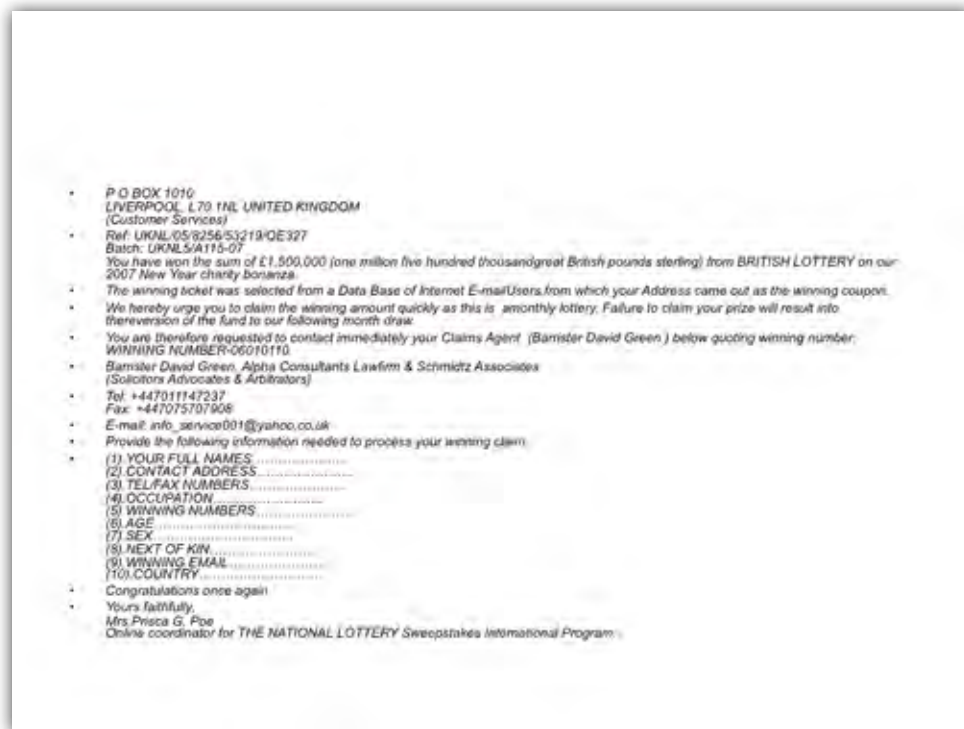 • P O BOX 1010
LIVERPOOL, L70 1NL UNITED KINGDOM
(Customer Services)
• Ref: UKNL/05/8256/53219/OE327
Batch: UKNL5/A115-07
You have won the sum of £1,500,000 (one million five hundred thousandgreat British pounds sterling) from BRITISH LOTTERY on our
2007 New Year charity bonanza.
• The winning ticket was selected from a Data Base of Internet E-mailUsers from which your Address came out as the winning coupon.
• We hereby urge you to claim the winning amount quickly as this is amonthly lottery. Failure to claim your prize will result into
thereversion of the fund to our following month draw.
• You are therefore requested to contact immediately your Claims Agent (Barrister David Green ) below quoting winning number:
WINNING NUMBER-06010110.
• Barrister David Green. Alpha Consultants Lawfirm & Schmidtz Associates
(Solicitors Advocates & Arbitrators)
• Tel: +447011147237
Fax: +447075707908
• E-mail: info_service001@yahoo.co.uk
• Provide the following information needed to process your winning claim.
• (1).YOUR FULL NAMES......................
(2).CONTACT ADDRESS.......................
(3).TEL/FAX NUMBERS.......................
(4).OCCUPATION..........................
(5).WINNING NUMBERS.......................
(6).AGE..................................
(7).SEX..................................
(8).NEXT OF KIN.........................
(9).WINNING EMAIL.......................
(10).COUNTRY.............................
• Congratulations once again
• Yours faithfully,
Mrs Prisca G. Poe
Online coordinator for THE NATIONAL LOTTERY Sweepstakes International Program.